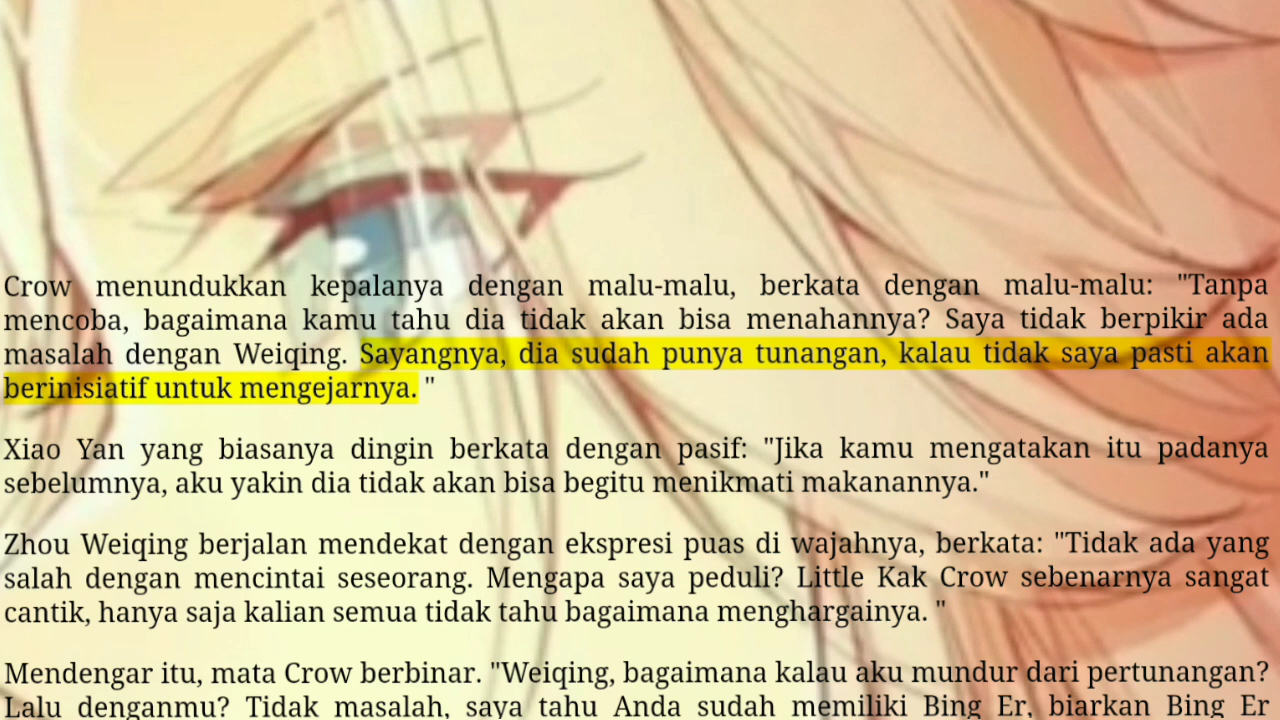 Crow menundukkan kepalanya dengan malu-malu, berkata dengan malu-malu: "Tanpa
mencoba, bagaimana kamu tahu dia tidak akan bisa menahannya? Saya tidak berpikir ada
masalah dengan Weiqing. Sayangnya, dia sudah punya tunangan, kalau tidak saya pasti akan
berinisiatif untuk mengejarnya. "
Xiao Yan yang biasanya dingin berkata dengan pasif: "Jika kamu mengatakan itu padanya
sebelumnya, aku yakin dia tidak akan bisa begitu menikmati makanannya."
Zhou Weiqing berjalan mendekat dengan ekspresi puas di wajahnya, berkata: "Tidak ada yang
salah dengan mencintai seseorang. Mengapa saya peduli? Little Kak Crow sebenarnya sangat
cantik, hanya saja kalian semua tidak tahu bagaimana menghargainya. "
Mendengar itu, mata Crow berbinar. "Weiqing, bagaimana kalau aku mundur dari pertunangan?
Lalu denganmu? Tidak masalah, saya tahu Anda sudah memiliki Bing Er, biarkan Bing Er